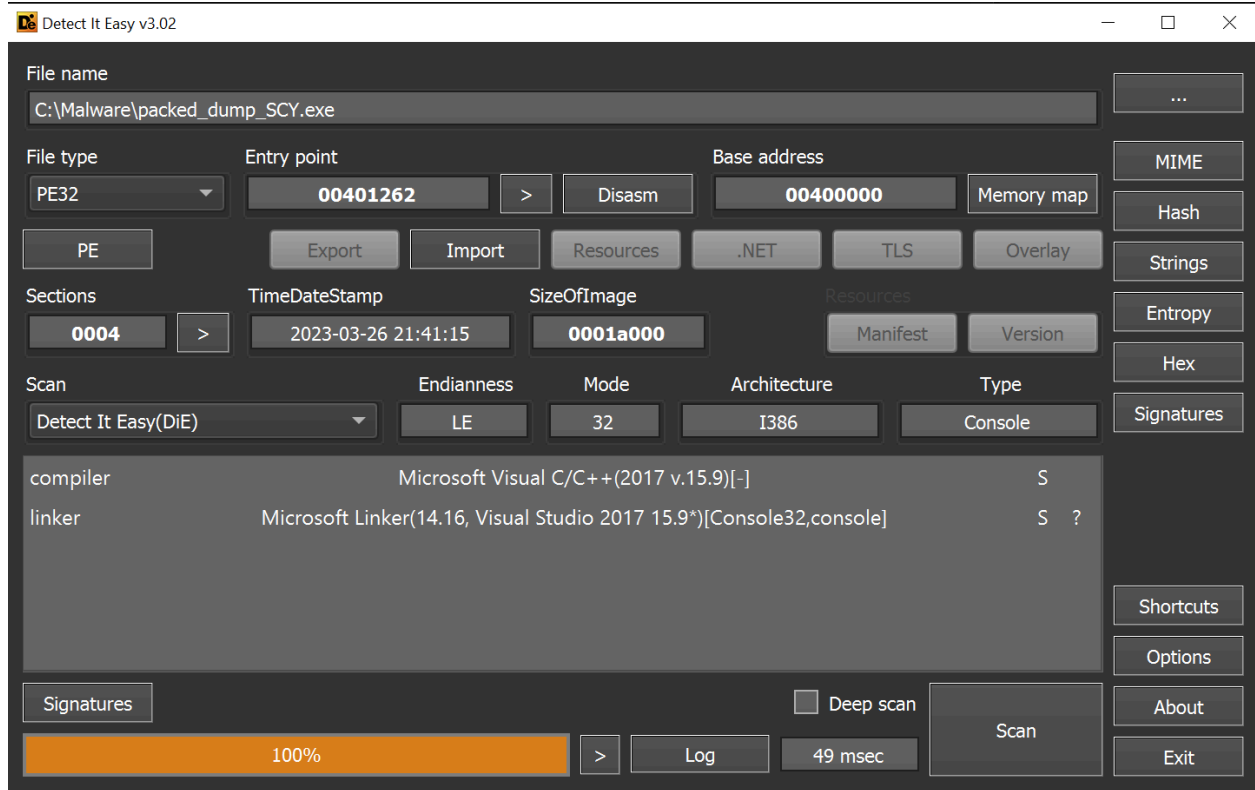 Detect It Easy v3.02
File name
C:\Malware\packed_dump_SCY.exe
...
File type Entry point Base address
PE32 00401262 > Disasm 00400000 Memory map
MIME
Hash
PE Export Import Resources .NET TLS Overlay
Strings
Sections TimeDateStamp SizeOfImage Resources
0004 > 2023-03-26 21:41:15 0001a000 Manifest Version
Entropy
Hex
Scan Endianness Mode Architecture Type
Detect It Easy(DiE) LE 32 I386 Console
Signatures
compiler Microsoft Visual C/C++(2017 v.15.9)[-] S
linker Microsoft Linker(14.16, Visual Studio 2017 15.9*)[Console32,console] S ?
Shortcuts
Options
Signatures Deep scan Scan
About
100% > Log 49 msec
Exit